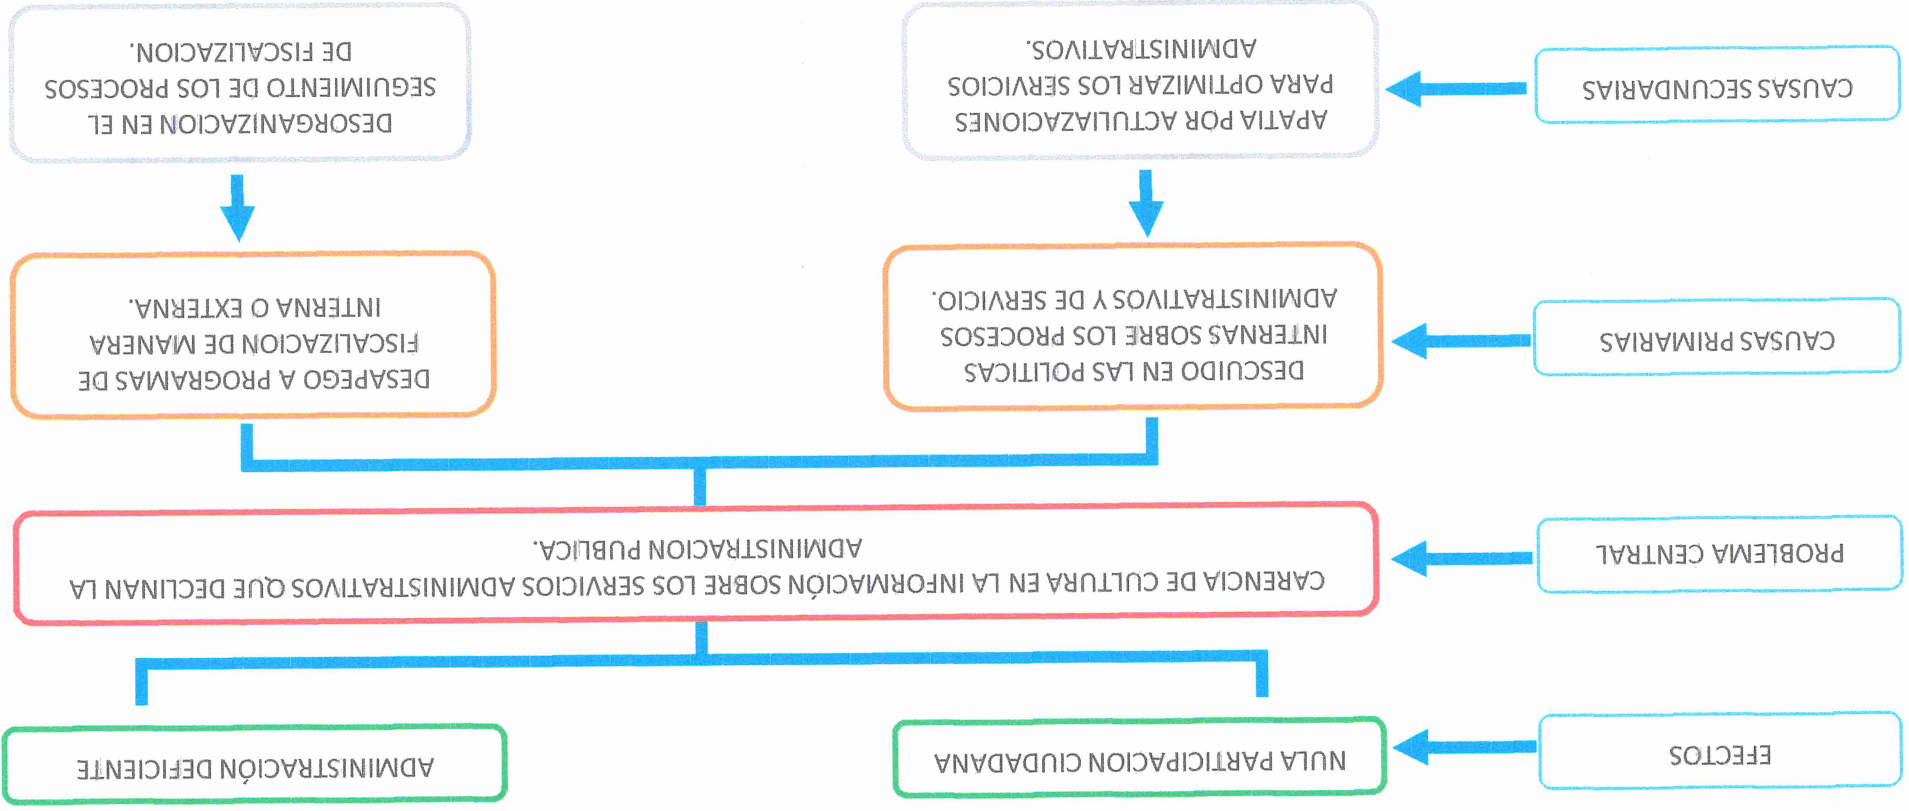 EFECTOS
NULA PARTICIPACION CIUDADANA
ADMINISTRACIÓN DEFICIENTE
PROBLEMA CENTRAL
CARENCIA DE CULTURA EN LA INFORMACIÓN SOBRE LOS SERVICIOS ADMINISTRATIVOS QUE DECLINAN LA
ADMINISTRACION PUBLICA.
CAUSAS PRIMARIAS
DESCUIDO EN LAS POLITICAS
INTERNAS SOBRE LOS PROCESOS
ADMINISTRATIVOS Y DE SERVICIO.
DESAPEGO A PROGRAMAS DE
FISCALIZACION DE MANERA
INTERNA O EXTERNA.
CAUSAS SECUNDARIAS
APATIA POR ACTULIAZACIONES
PARA OPTIMIZAR LOS SERVICIOS
ADMINISTRATIVOS.
DESORGANIZACION EN EL
SEGUIMIENTO DE LOS PROCESOS
DE FISCALIZACION.